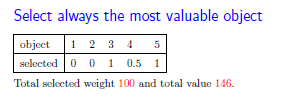 Select always the most valuable object
object 1 2 3 4 5
selected 0 0 1 0.5 1
Total selected weight 100 and total value 146.